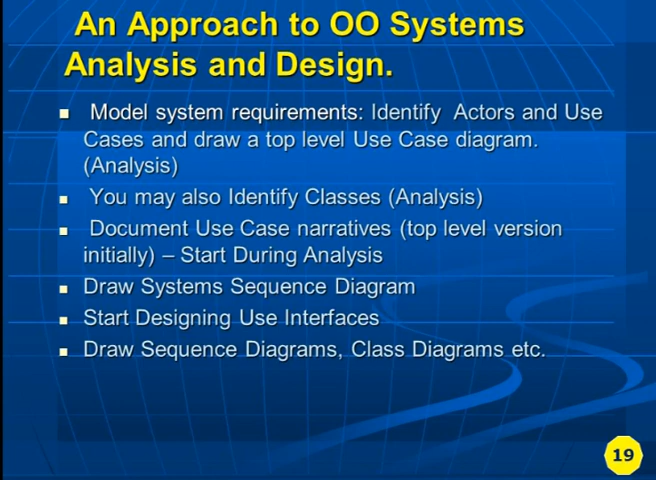 An Approach to OO Systems
Analysis and Design.
▪ Model system requirements: Identify Actors and Use
Cases and draw a top level Use Case diagram.
(Analysis)
▪ You may also Identify Classes (Analysis)
▪ Document Use Case narratives (top level version
initially) – Start During Analysis
▪ Draw Systems Sequence Diagram
▪ Start Designing Use Interfaces
▪ Draw Sequence Diagrams, Class Diagrams etc.
19